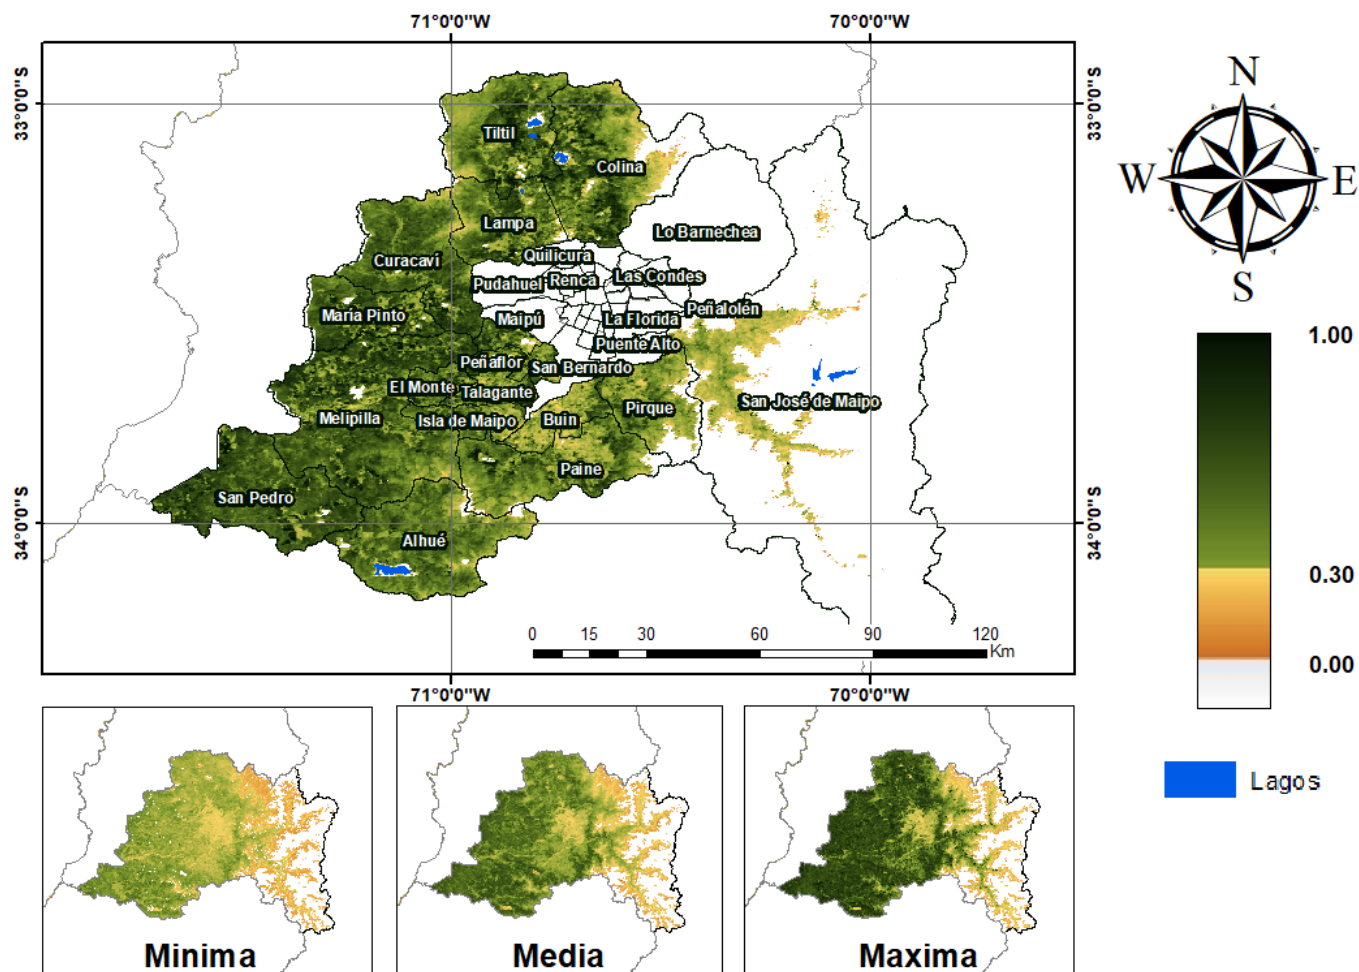 71°0'0"W
70°0'0"W
33°0'0"S
33°0'0"S
N
W
E
S
Tiltil
Colina
Lampa
Lo Barnechea
Quilicura
Curacaví
Las Condes
Renca
Pudahuel
Peñalolén
María Pinto
Maipú
La Florida
Puente Alto
Peñaflor
San Bernardo
El Monte
Talagante
San José de Maipo
Pirque
Melipilla
Isla de Maipo
Buin
Paine
San Pedro
Alhué
34°0'0"S
34°0'0"S
0 15 30 60 90 120
Km
71°0'0"W
70°0'0"W
1.00
0.30
0.00
Lagos
Minima
Media
Maxima